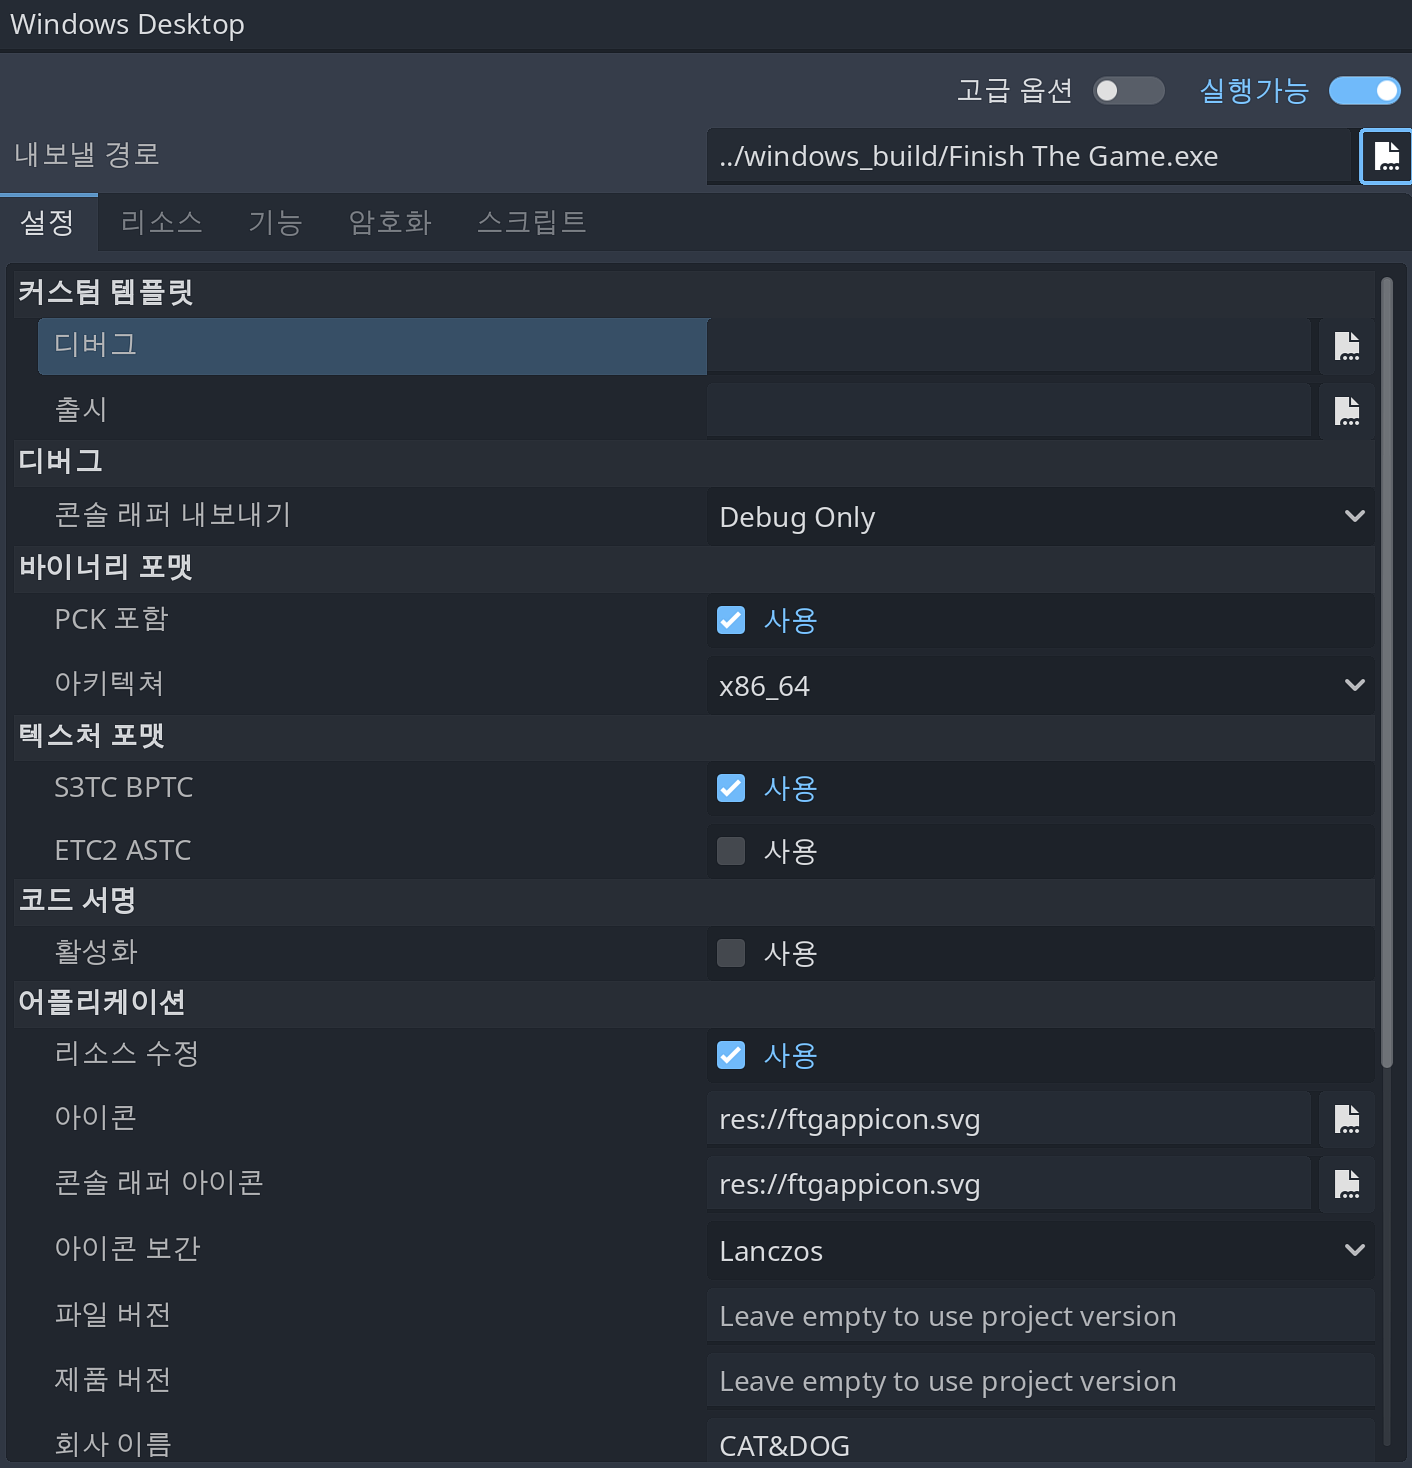 Windows Desktop
고급 옵션 실행가능
내보낼 경로 ../windows_build/Finish The Game.exe
설정 리소스 기능 암호화 스크립트
커스텀 템플릿
디버그
출시
디버그
콘솔 래퍼 내보내기 Debug Only
바이너리 포맷
PCK 포함 사용
아키텍쳐 x86_64
텍스처 포맷
S3TC BPTC 사용
ETC2 ASTC 사용
코드 서명
활성화 사용
어플리케이션
리소스 수정 사용
아이콘 res://ftgappicon.svg
콘솔 래퍼 아이콘 res://ftgappicon.svg
아이콘 보간 Lanczos
파일 버전 Leave empty to use project version
제품 버전 Leave empty to use project version
회사 이름 CAT&DOG